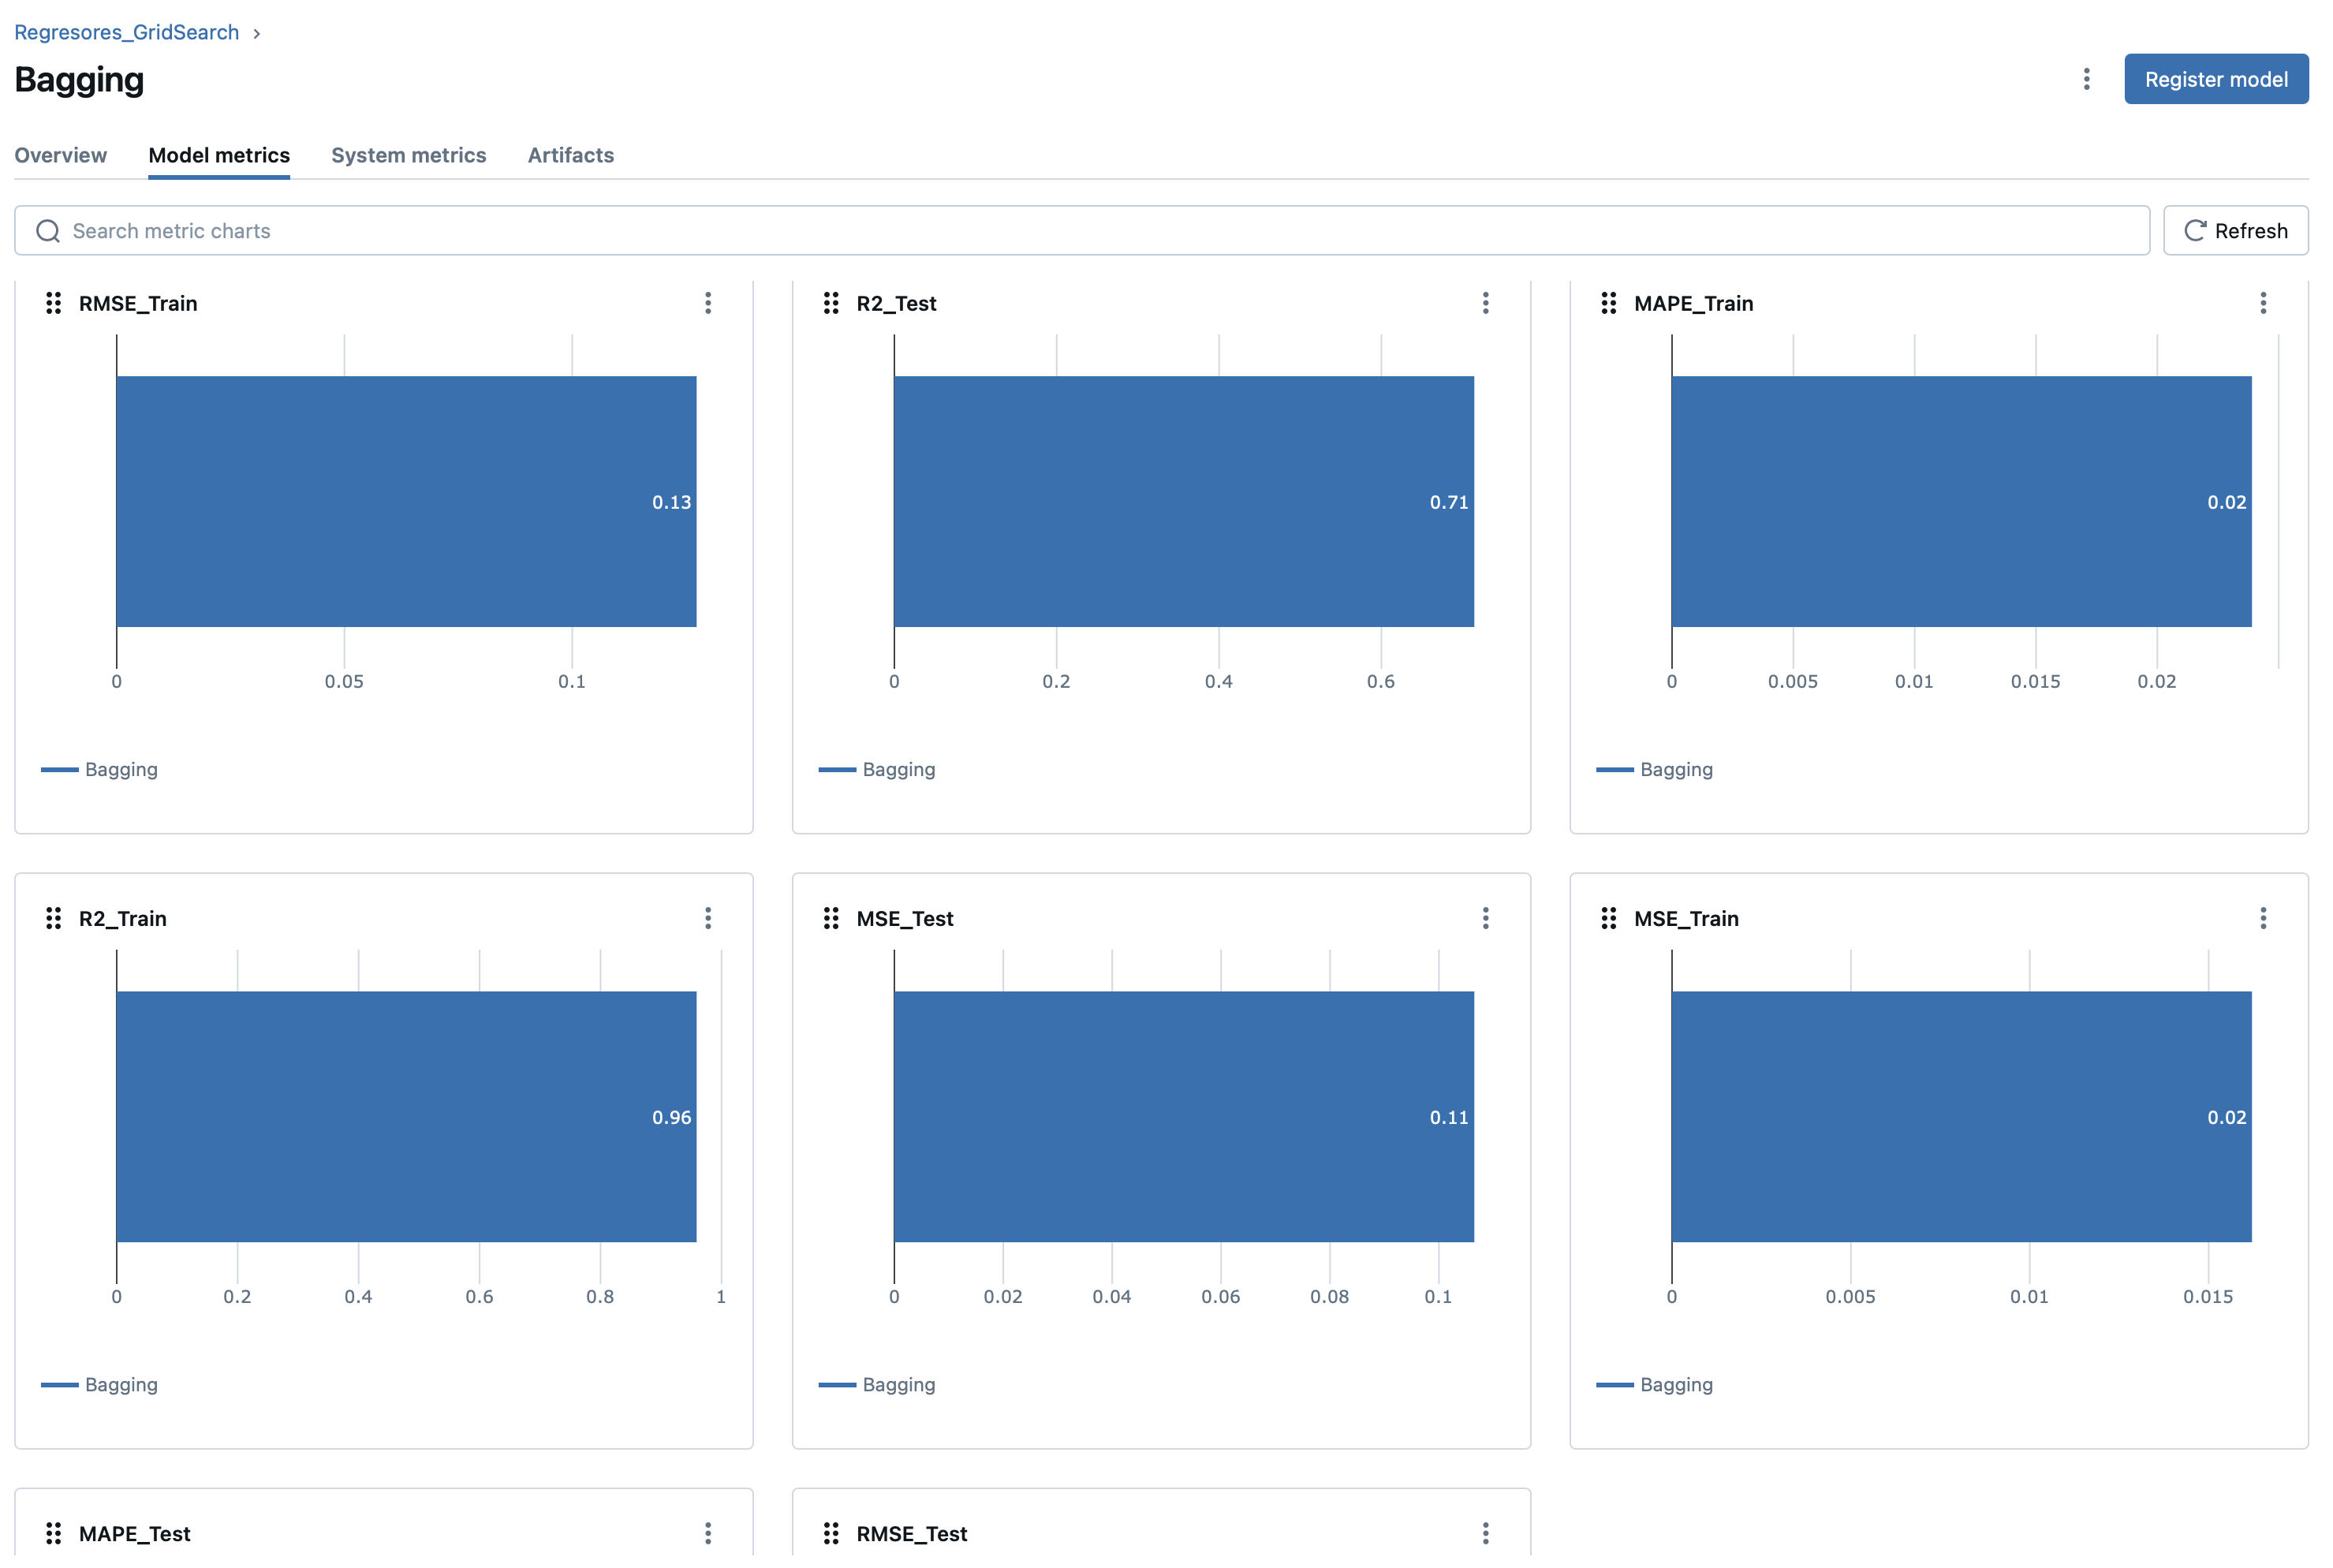 Regresores_GridSearch ›
Bagging
Register model
Overview Model metrics System metrics Artifacts
Search metric charts
Refresh
RMSE_Train
0.13
0 0.05 0.1
Bagging
R2_Test
0.71
0 0.2 0.4 0.6
Bagging
MAPE_Train
0.02
0 0.005 0.01 0.015 0.02
Bagging
R2_Train
0.96
0 0.2 0.4 0.6 0.8 1
Bagging
MSE_Test
0.11
0 0.02 0.04 0.06 0.08 0.1
Bagging
MSE_Train
0.02
0 0.005 0.01 0.015
Bagging
MAPE_Test
RMSE_Test